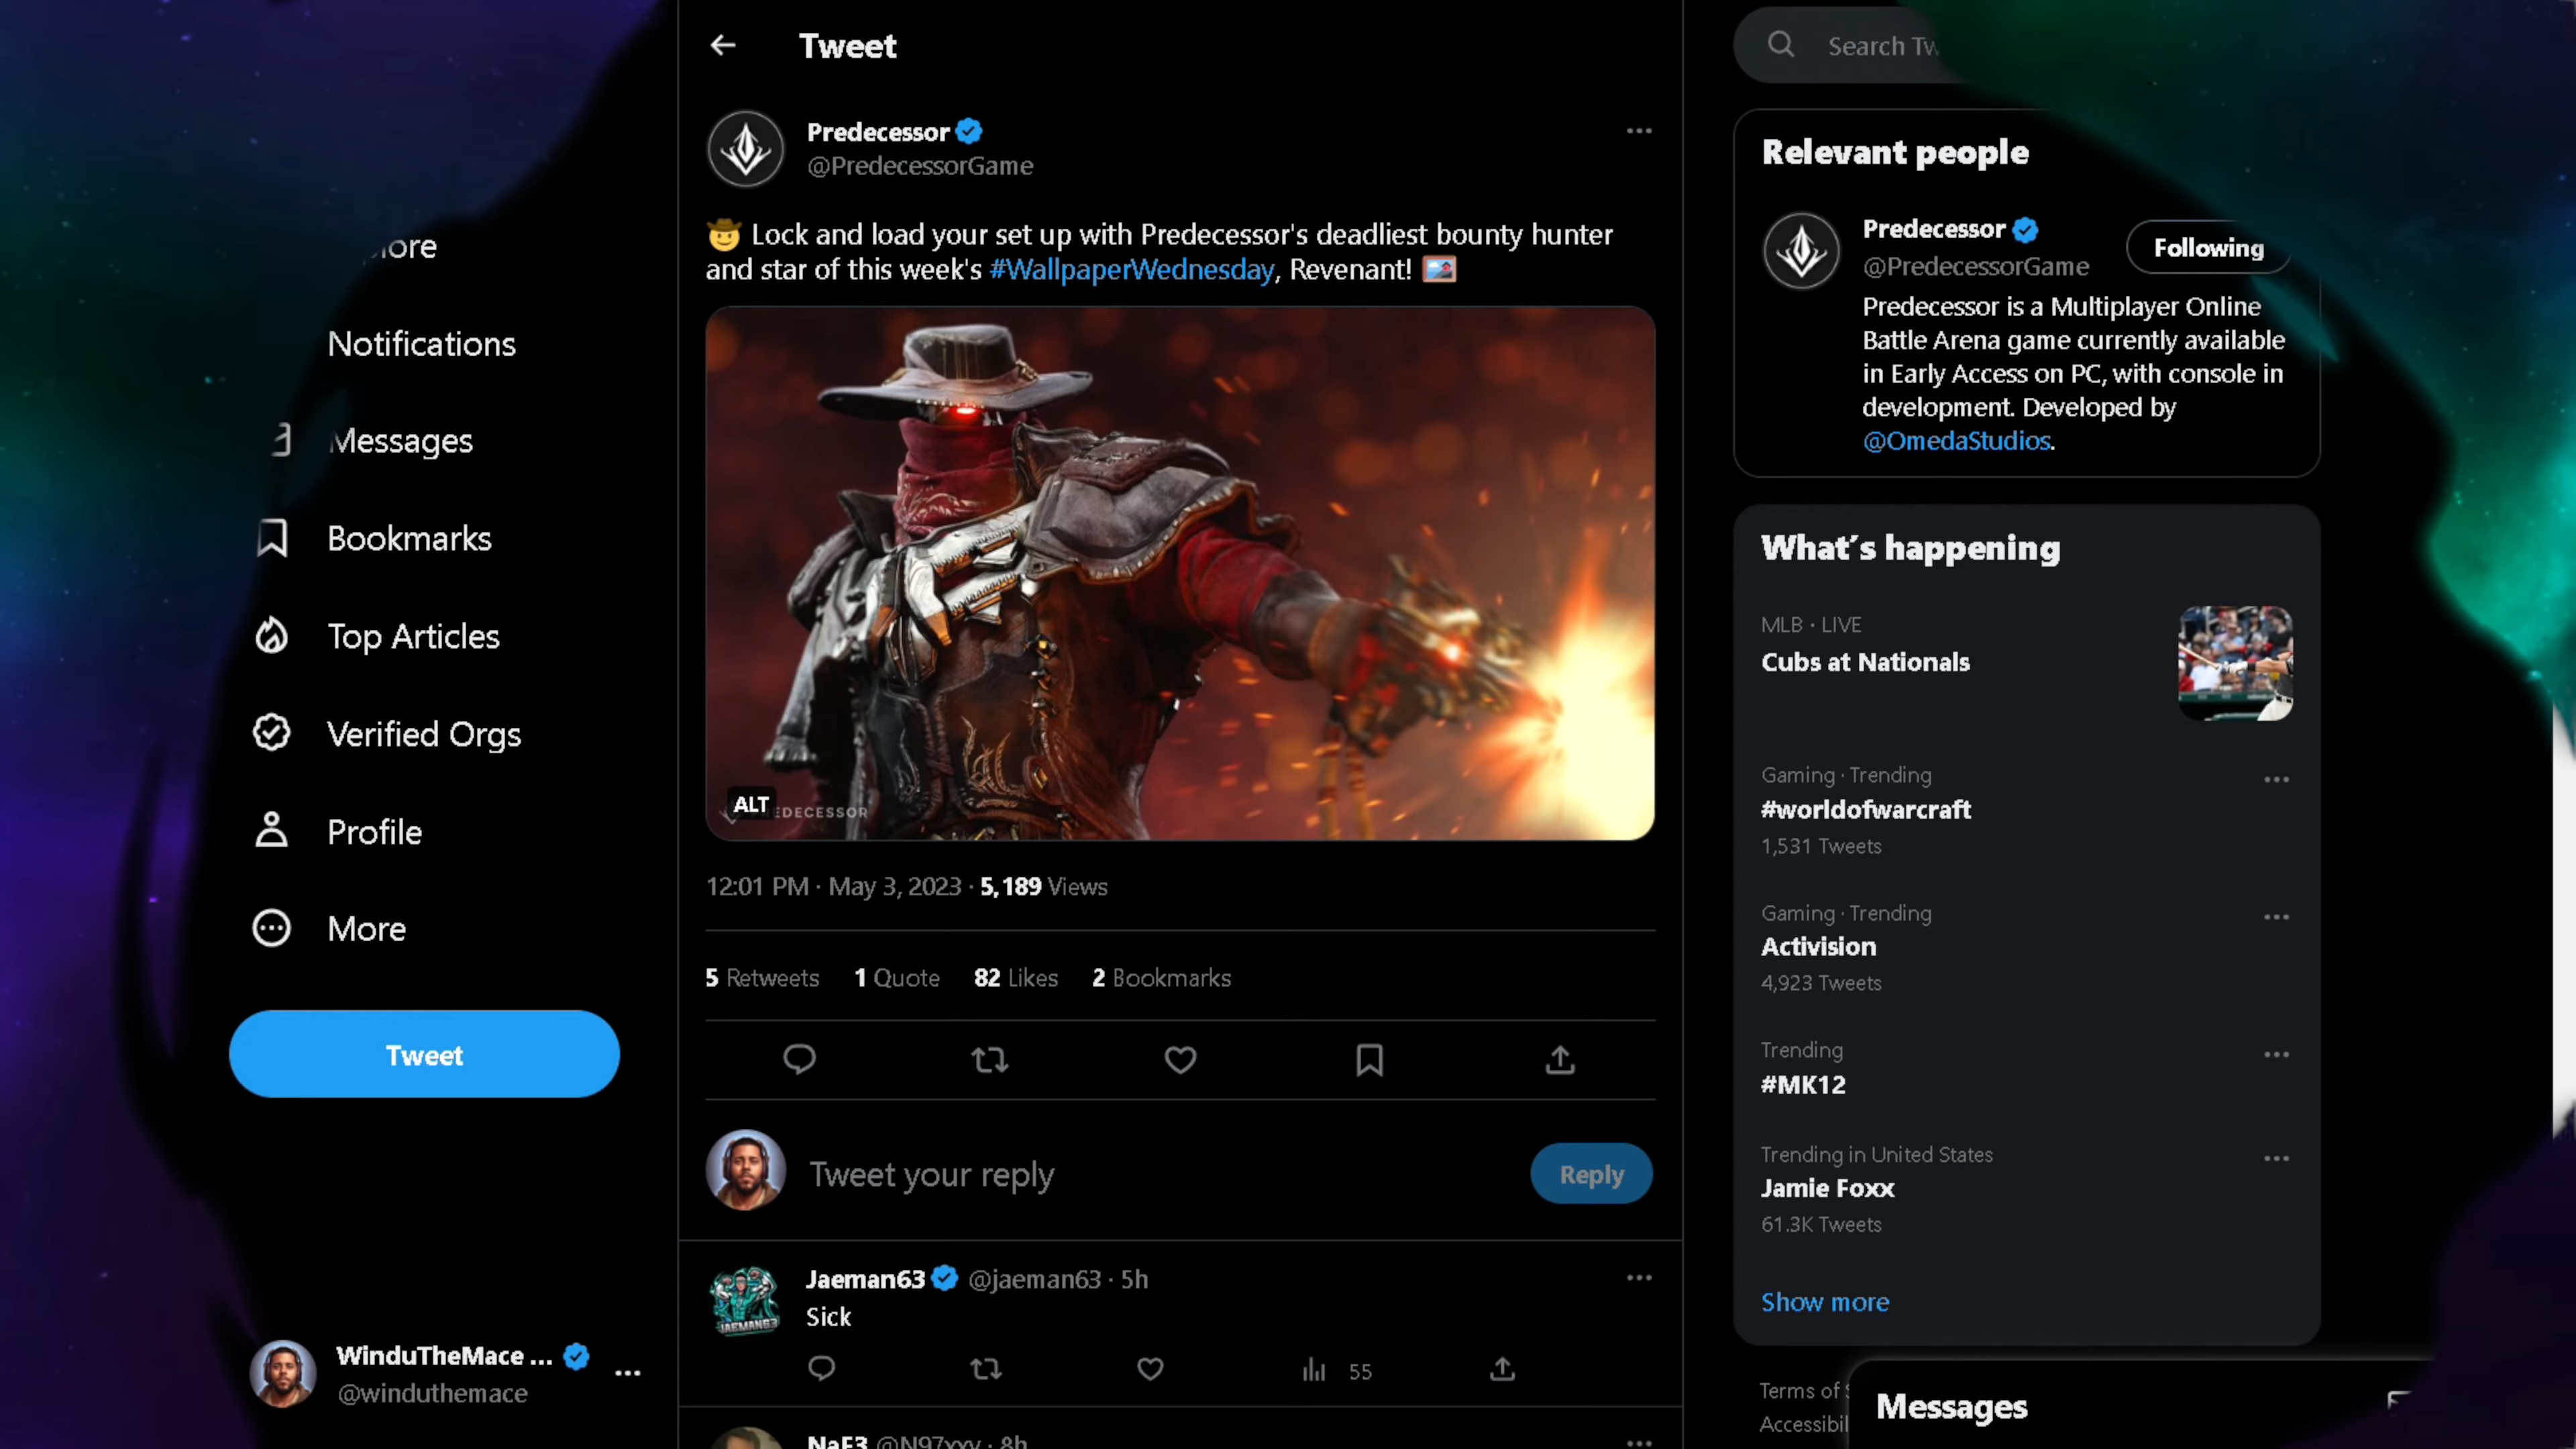 Notifications
Messages
Bookmarks
Top Articles
Verified Orgs
Profile
More
Tweet
WinduTheMace ...
@winduthemace
Tweet
Predecessor
@PredecessorGame
🤠 Lock and load your set up with Predecessor's deadliest bounty hunter
and star of this week's #WallpaperWednesday, Revenant! 🖼️
ALT
12:01 PM · May 3, 2023 · 5,189 Views
5 Retweets 1 Quote 82 Likes 2 Bookmarks
Tweet your reply
Reply
Jaeman63 @jaeman63 · 5h
Sick
JAEMAN63
55
NaF3 @N97xxv · 8h
Search
Relevant people
Predecessor
@PredecessorGame
Following
Predecessor is a Multiplayer Online
Battle Arena game currently available
in Early Access on PC, with console in
development. Developed by
@OmedaStudios.
What's happening
MLB · LIVE
Cubs at Nationals
Gaming · Trending
#worldofwarcraft
1,531 Tweets
Gaming · Trending
Activision
4,923 Tweets
Trending
#MK12
Trending in United States
Jamie Foxx
61.3K Tweets
Show more
Terms of
Messages